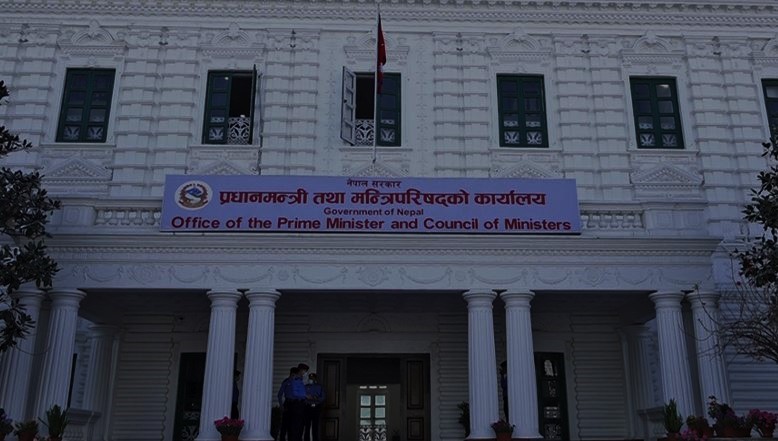 नेपाल सरकार
प्रधानमन्त्री तथा मन्त्रिपरिषद्को कार्यालय
Government of Nepal
Office of the Prime Minister and Council of Ministers